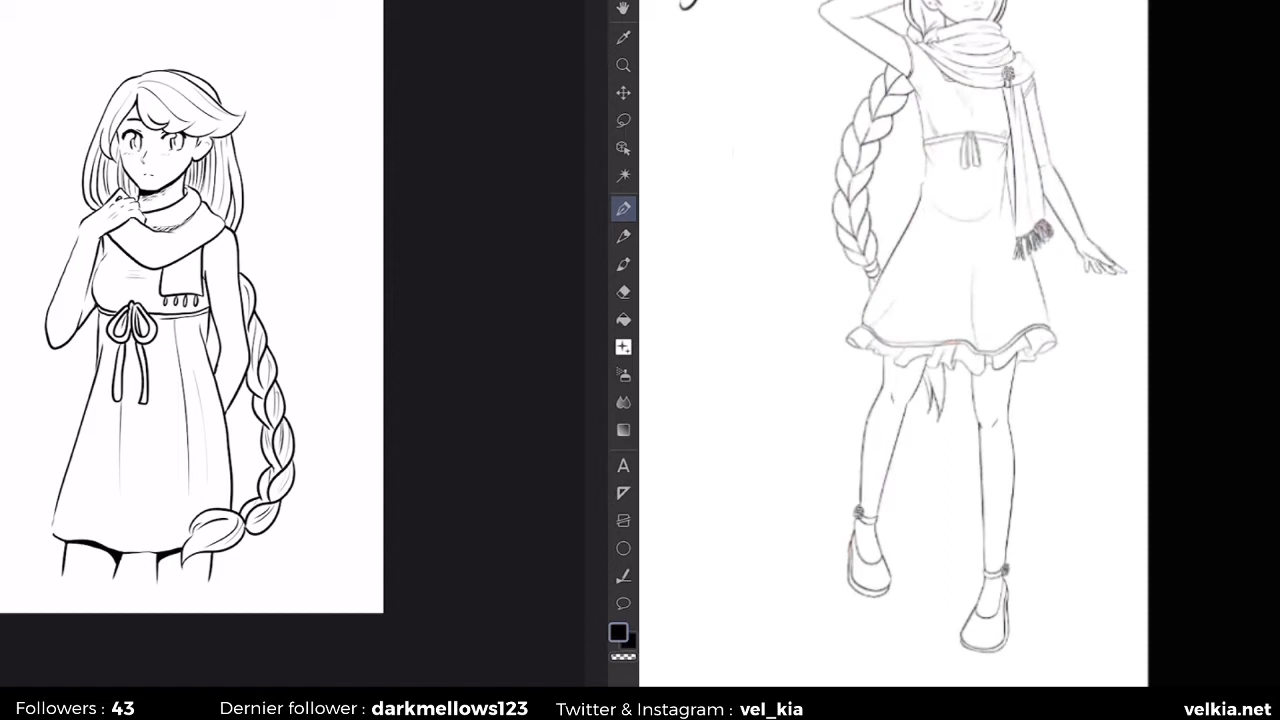 Followers : 43
Dernier follower : darkmellows123
Twitter & Instagram : vel_kia
velkia.net